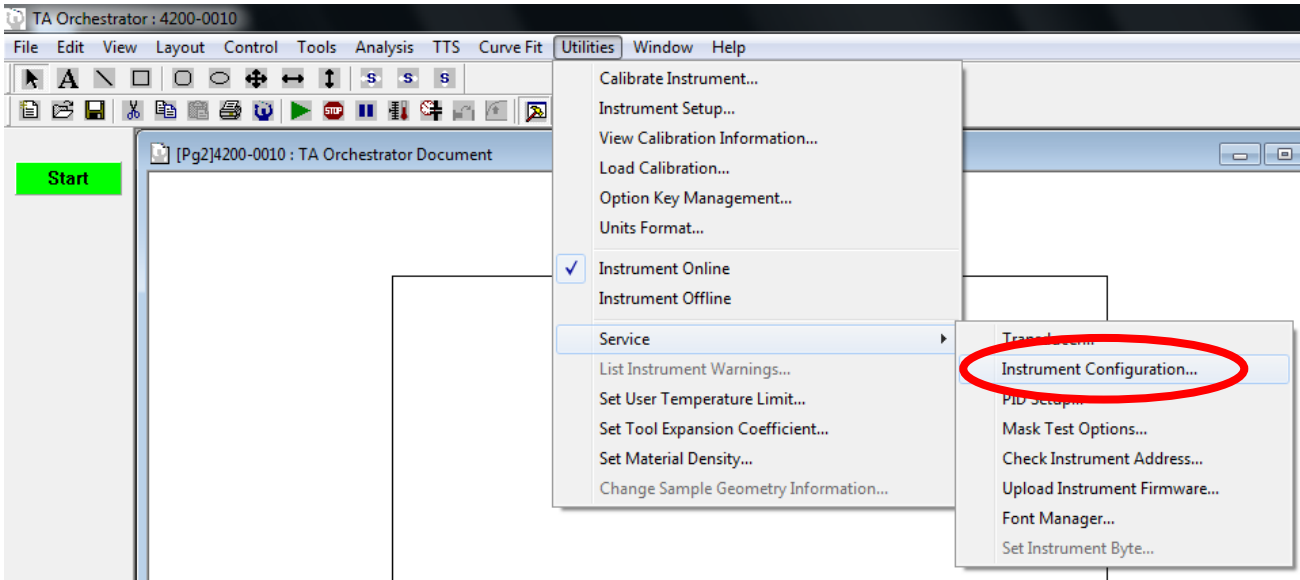 TA Orchestrator : 4200-0010
File Edit View Layout Control Tools Analysis TTS Curve Fit Utilities Window Help
A S S S
STOP
[Pg2]4200-0010 : TA Orchestrator Document
Start
Calibrate Instrument...
Instrument Setup...
View Calibration Information...
Load Calibration...
Option Key Management...
Units Format...
Instrument Online
Instrument Offline
Service
List Instrument Warnings...
Set User Temperature Limit...
Set Tool Expansion Coefficient...
Set Material Density...
Change Sample Geometry Information...
Transducer...
Instrument Configuration...
PID Setup...
Mask Test Options...
Check Instrument Address...
Upload Instrument Firmware...
Font Manager...
Set Instrument Byte...